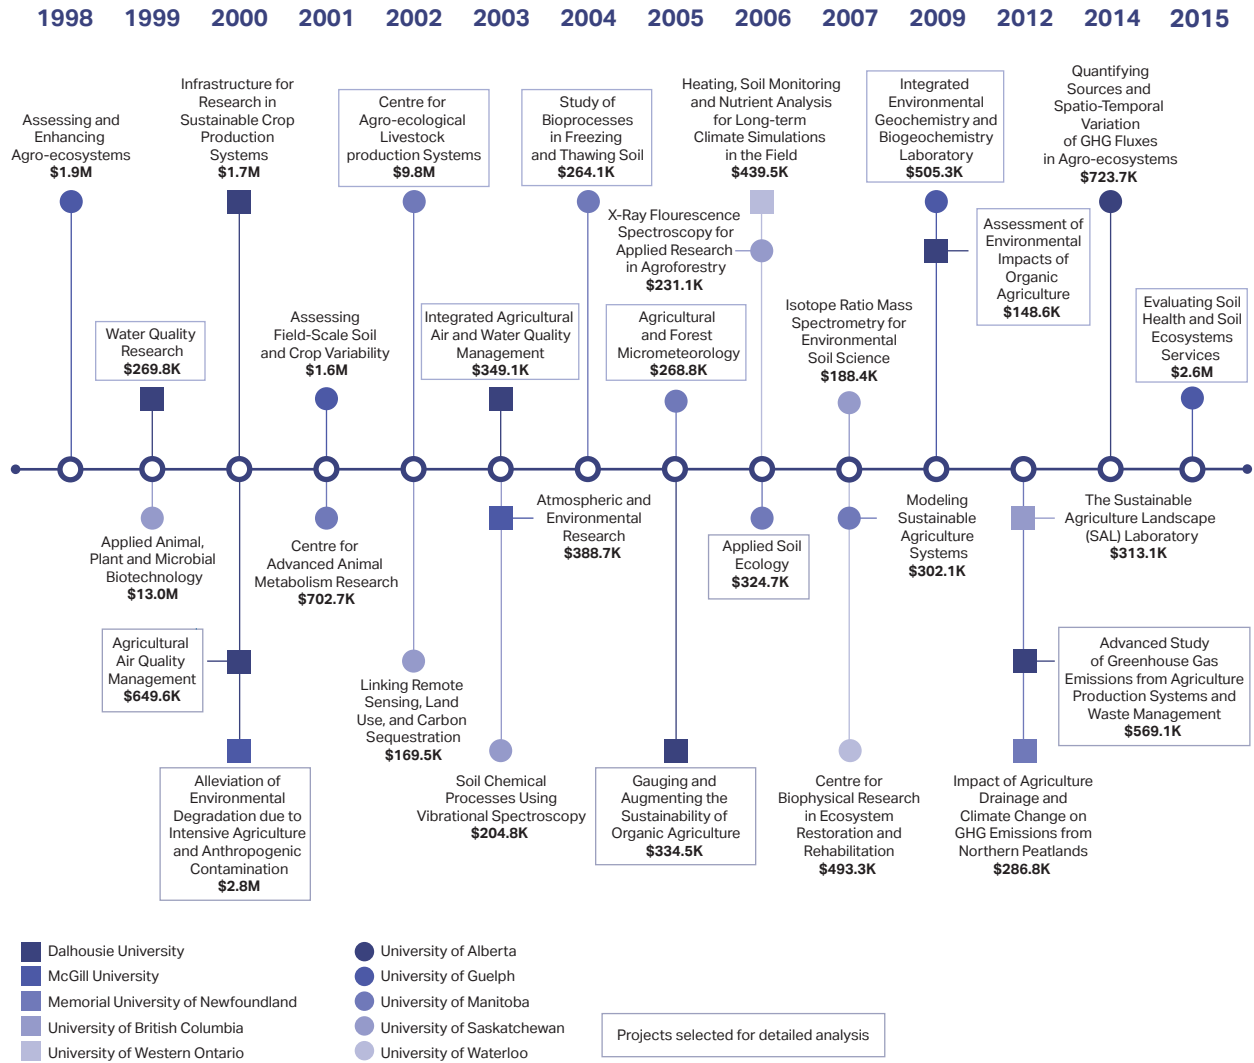 1998 1999 2000 2001 2002 2003 2004 2005 2006 2007 2009 2012 2014 2015
Assessing and
Enhancing
Agro-ecosystems
$1.9M
Water Quality
Research
$269.8K
Infrastructure for
Research in
Sustainable Crop
Production
Systems
$1.7M
Assessing
Field-Scale Soil
and Crop Variability
$1.6M
Centre for
Agro-ecological
Livestock
production Systems
$9.8M
Integrated Agricultural
Air and Water Quality
Management
$349.1K
Study of
Bioprocesses
in Freezing
and Thawing Soil
$264.1K
Agricultural
and Forest
Micrometeorology
$268.8K
Heating, Soil Monitoring
and Nutrient Analysis
for Long-term
Climate Simulations
in the Field
$439.5K
X-Ray Flourescence
Spectroscopy for
Applied Research
in Agroforestry
$231.1K
Isotope Ratio Mass
Spectrometry for
Environmental
Soil Science
$188.4K
Integrated
Environmental
Geochemistry and
Biogeochemistry
Laboratory
$505.3K
Assessment of
Environmental
Impacts of
Organic
Agriculture
$148.6K
Quantifying
Sources and
Spatio-Temporal
Variation
of GHG Fluxes
in Agro-ecosystems
$723.7K
Evaluating Soil
Health and Soil
Ecosystems
Services
$2.6M
Applied Animal,
Plant and Microbial
Biotechnology
$13.0M
Agricultural
Air Quality
Management
$649.6K
Alleviation of
Environmental
Degradation due to
Intensive Agriculture
and Anthropogenic
Contamination
$2.8M
Centre for
Advanced Animal
Metabolism Research
$702.7K
Linking Remote
Sensing, Land
Use, and Carbon
Sequestration
$169.5K
Atmospheric and
Environmental
Research
$388.7K
Soil Chemical
Processes Using
Vibrational Spectroscopy
$204.8K
Gauging and
Augmenting the
Sustainability of
Organic Agriculture
$334.5K
Applied Soil
Ecology
$324.7K
Modeling
Sustainable
Agriculture
Systems
$302.1K
Centre for
Biophysical Research
in Ecosystem
Restoration and
Rehabilitation
$493.3K
The Sustainable
Agriculture Landscape
(SAL) Laboratory
$313.1K
Advanced Study
of Greenhouse Gas
Emissions from Agriculture
Production Systems and
Waste Management
$569.1K
Impact of Agriculture
Drainage and
Climate Change on
GHG Emissions from
Northern Peatlands
$286.8K
Dalhousie University
McGill University
Memorial University of Newfoundland
University of British Columbia
University of Western Ontario
University of Alberta
University of Guelph
University of Manitoba
University of Saskatchewan
University of Waterloo
Projects selected for detailed analysis